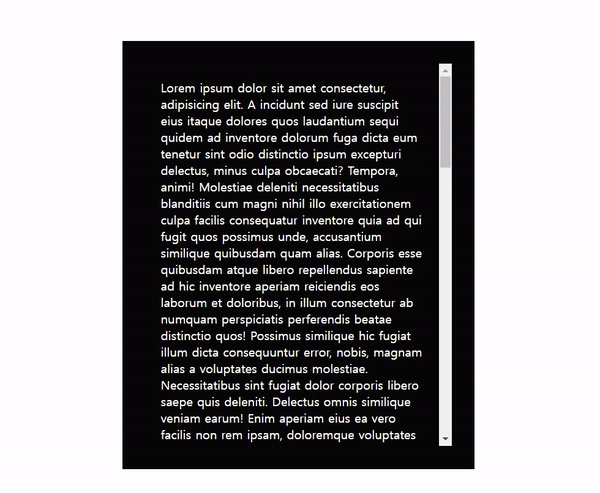 Lorem ipsum dolor sit amet consectetur,
adipisicing elit. A incidunt sed iure suscipit
eius itaque dolores quos laudantium sequi
quidem ad inventore dolorum fuga dicta eum
tenetur sint odio distinctio ipsum excepturi
delectus, minus culpa obcaecati? Tempora,
animi! Molestiae deleniti necessitatibus
blanditiis cum magni nihil illo exercitationem
culpa facilis consequatur inventore quia ad qui
fugit quos possimus unde, accusantium
similique quibusdam quam alias. Corporis esse
quibusdam atque libero repellendus sapiente
ad hic inventore aperiam reiciendis eos
laborum et doloribus, in illum consectetur ab
numquam perspiciatis perferendis beatae
distinctio quos! Possimus similique hic fugiat
illum dicta consequuntur error, nobis, magnam
alias a voluptates ducimus molestiae.
Necessitatibus sint fugiat dolor corporis libero
saepe quis deleniti. Delectus omnis similique
veniam earum! Enim aperiam eius ea vero
facilis non rem ipsam, doloremque voluptates